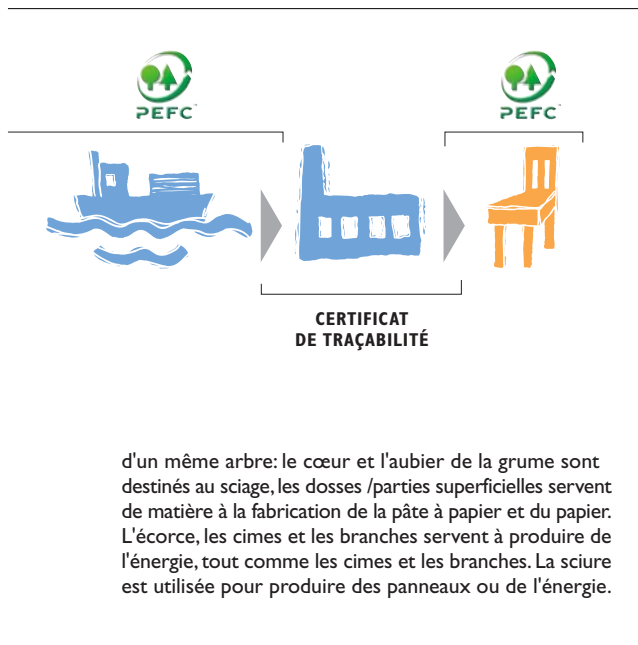 PEFC
PEFC
CERTIFICAT
DE TRAÇABILITÉ
d'un même arbre: le cœur et l'aubier de la grume sont
destinés au sciage, les dosses /parties superficielles servent
de matière à la fabrication de la pâte à papier et du papier.
L'écorce, les cimes et les branches servent à produire de
l'énergie, tout comme les cimes et les branches. La sciure
est utilisée pour produire des panneaux ou de l'énergie.